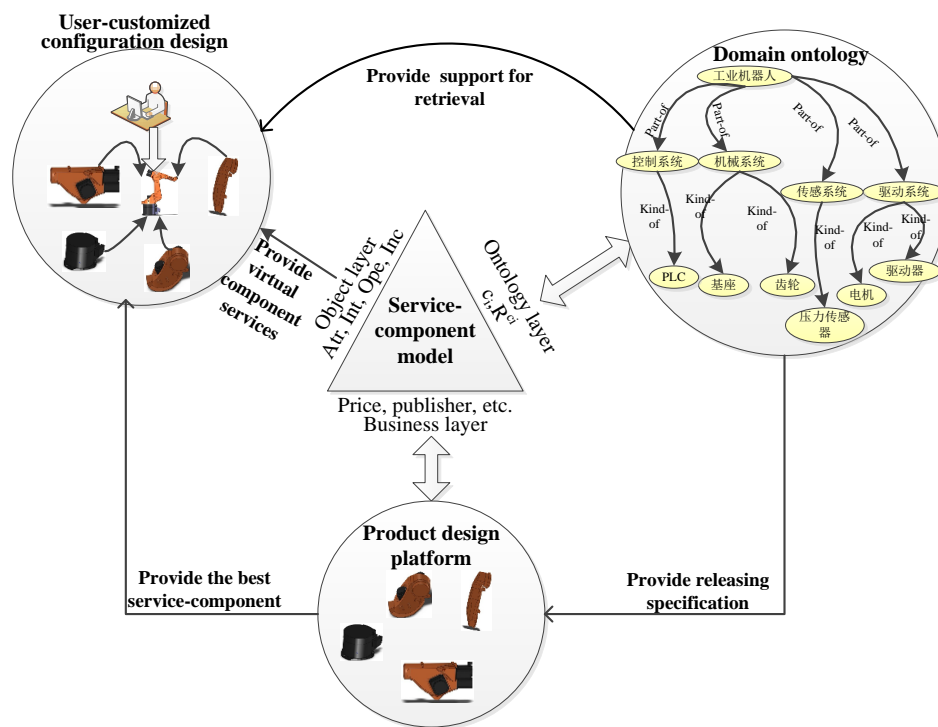 User-customized
configuration design
Provide support for
retrieval
Domain ontology
工业机器人
Part-of
Part-of
Part-of
Part-of
控制系统
机械系统
传感系统
驱动系统
Kind-
of
Kind-
of
Kind-
of
Kind-
of
Kind-
of
Kind-
of
PLC
基座
齿轮
电机
驱动器
压力传感
器
Provide
virtual
component
services
Object layer
Atr, Int, Ope, Inc
Service-
component
model
Ontology layer
c_i, R^{ci}
Price, publisher, etc.
Business layer
Product design
platform
Provide the best
service-component
Provide releasing
specification